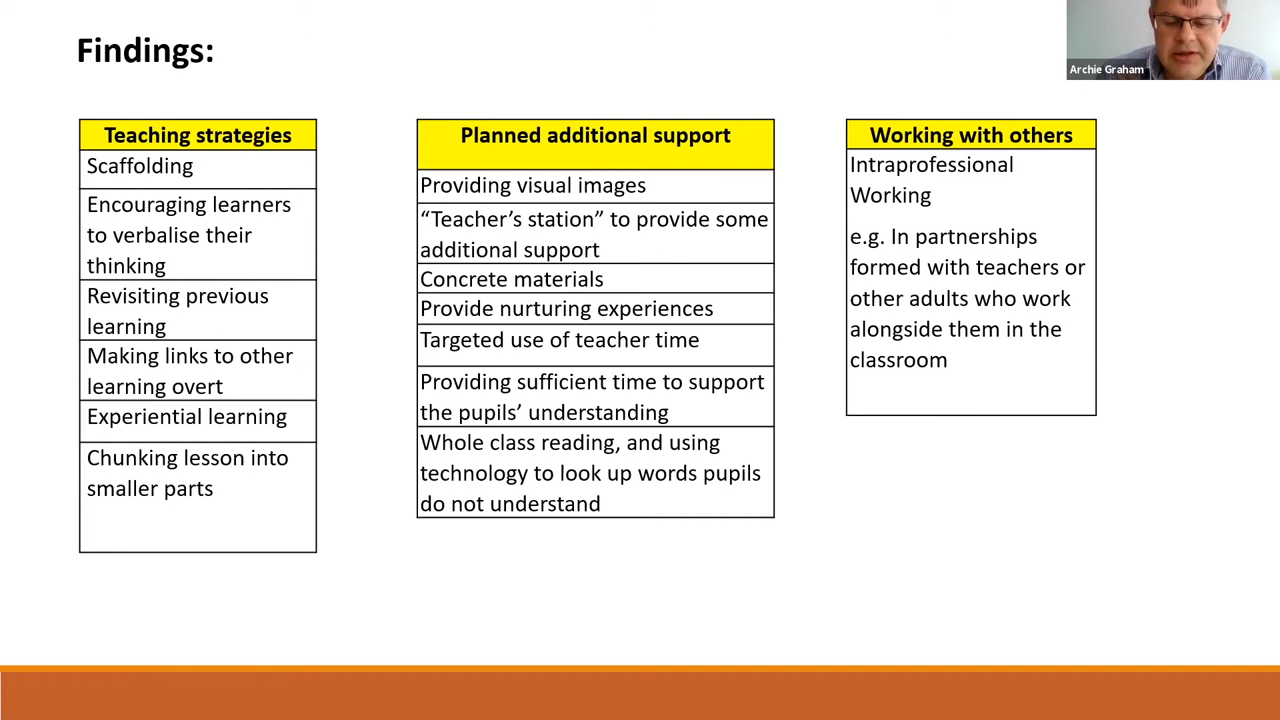 Findings:
Archie Graham
Teaching strategies
Scaffolding
Encouraging learners
to verbalise their
thinking
Revisiting previous
learning
Making links to other
learning overt
Experiential learning
Chunking lesson into
smaller parts
Planned additional support
Providing visual images
“Teacher’s station” to provide some
additional support
Concrete materials
Provide nurturing experiences
Targeted use of teacher time
Providing sufficient time to support
the pupils’ understanding
Whole class reading, and using
technology to look up words pupils
do not understand
Working with others
Intraprofessional
Working
e.g. In partnerships
formed with teachers or
other adults who work
alongside them in the
classroom